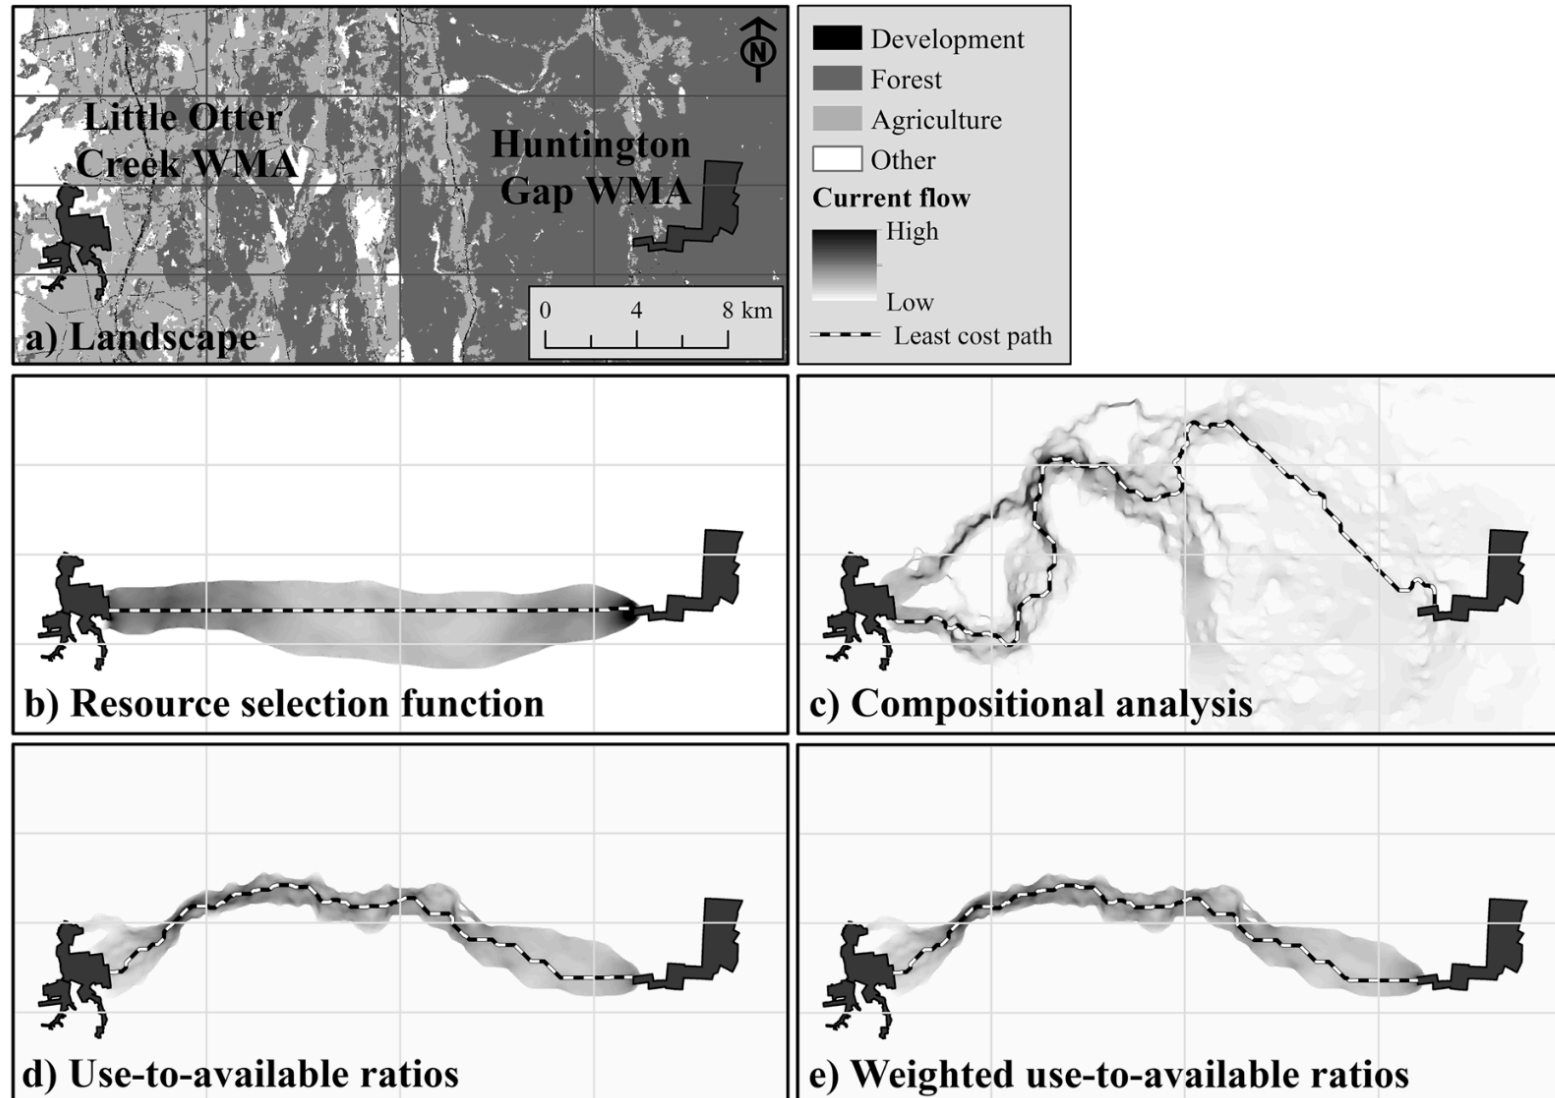 N
Little Otter
Creek WMA
Huntington
Gap WMA
0 4 8 km
a) Landscape
Development
Forest
Agriculture
Other
Current flow
High
Low
Least cost path
b) Resource selection function
c) Compositional analysis
d) Use-to-available ratios
e) Weighted use-to-available ratios